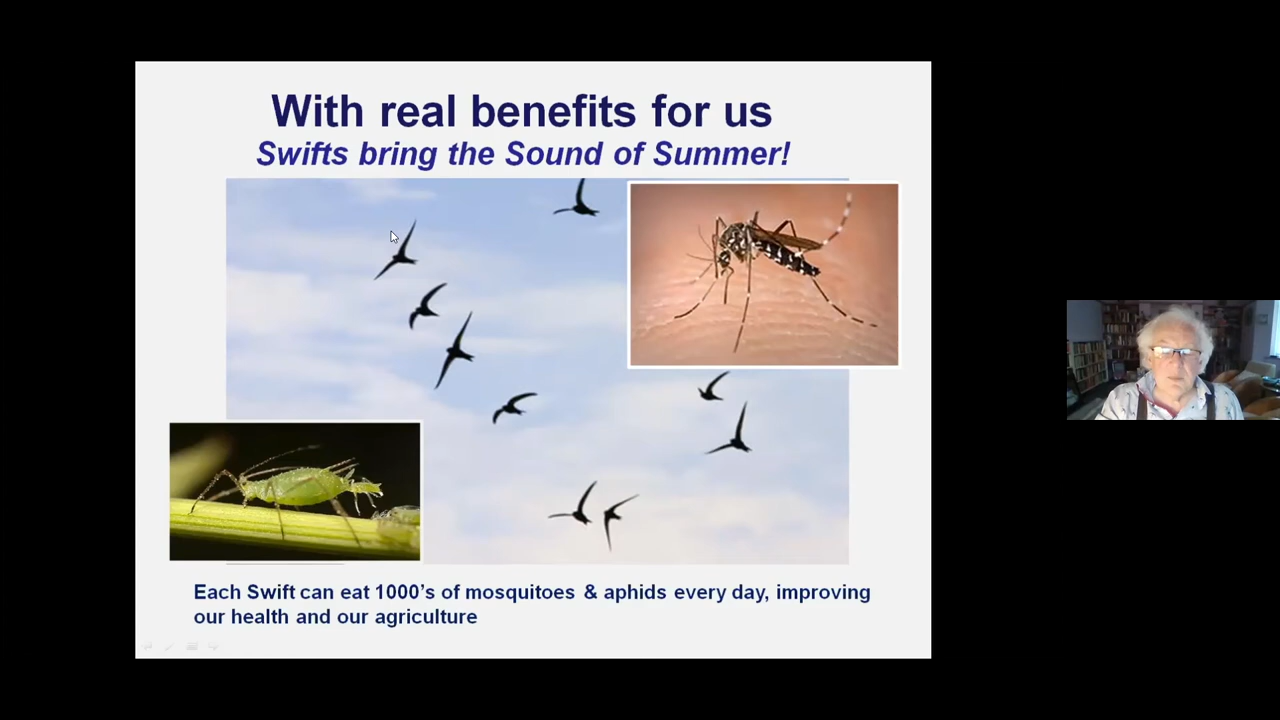 With real benefits for us
Swifts bring the Sound of Summer!
Each Swift can eat 1000’s of mosquitoes & aphids every day, improving
our health and our agriculture